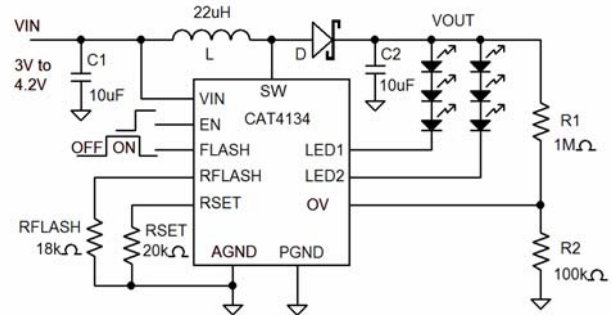 22uH
VIN
VOUT
C1
L
D
C2
3V to
4.2V
10uF
10uF
SW
VIN
CAT4134
EN
R1
OFF ON
FLASH
LED1
1MΩ
RFLASH
LED2
RSET
OV
RFLASH
RSET
18kΩ
20kΩ
AGND
PGND
R2
100kΩ